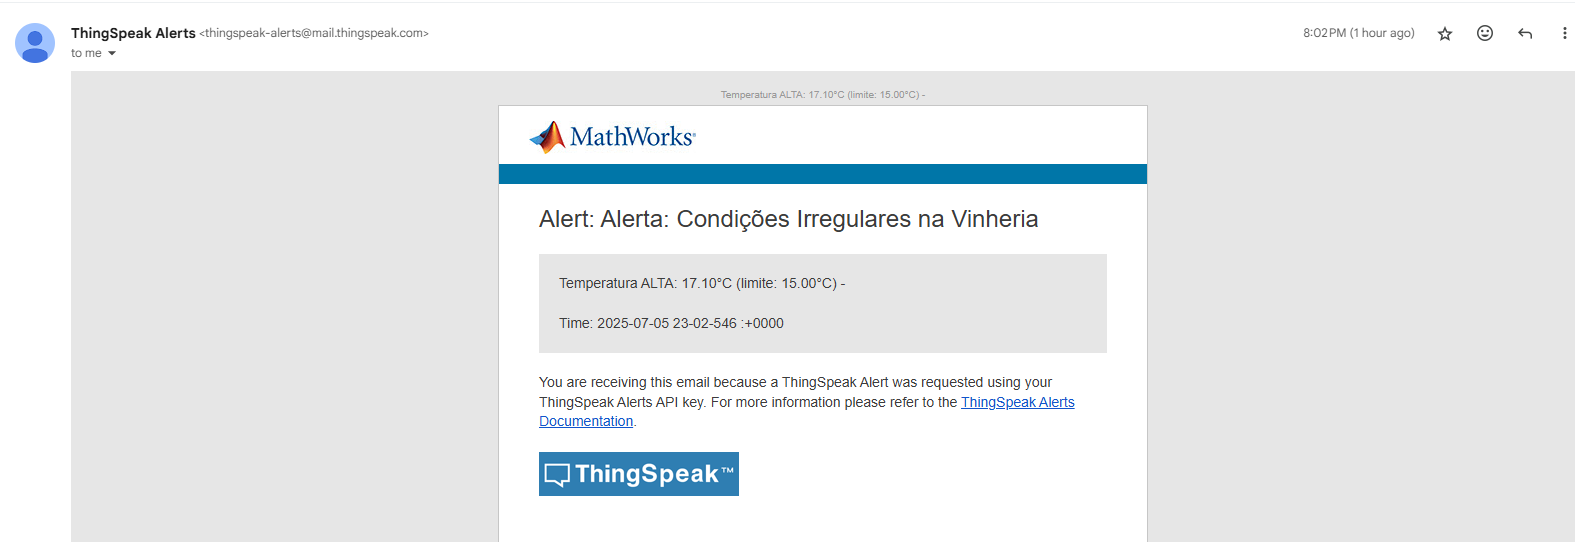 ThingSpeak Alerts <thingspeak-alerts@mail.thingspeak.com>
8:02 PM (1 hour ago)
to me
Temperatura ALTA: 17.10°C (limite: 15.00°C) -
MathWorks®
Alert: Alerta: Condições Irregulares na Vinheria
Temperatura ALTA: 17.10°C (limite: 15.00°C) -
Time: 2025-07-05 23-02-546 :+0000
You are receiving this email because a ThingSpeak Alert was requested using your
ThingSpeak Alerts API key. For more information please refer to the ThingSpeak Alerts
Documentation.
ThingSpeak™